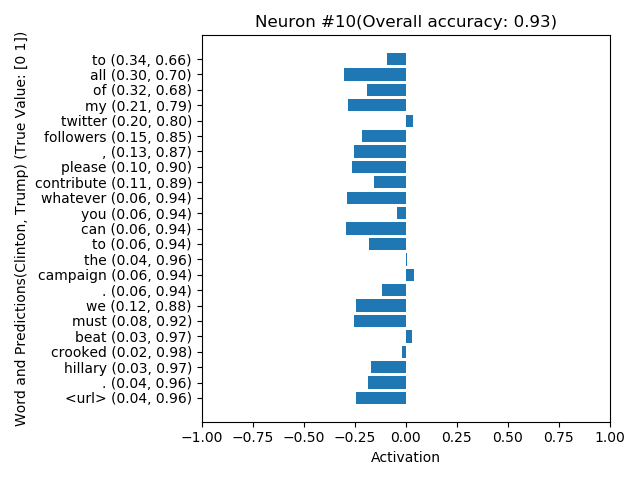 Neuron #10(Overall accuracy: 0.93)
Word and Predictions(Clinton, Trump) (True Value: [0 1])
to (0.34, 0.66)
all (0.30, 0.70)
of (0.32, 0.68)
my (0.21, 0.79)
twitter (0.20, 0.80)
followers (0.15, 0.85)
, (0.13, 0.87)
please (0.10, 0.90)
contribute (0.11, 0.89)
whatever (0.06, 0.94)
you (0.06, 0.94)
can (0.06, 0.94)
to (0.06, 0.94)
the (0.04, 0.96)
campaign (0.06, 0.94)
. (0.06, 0.94)
we (0.12, 0.88)
must (0.08, 0.92)
beat (0.03, 0.97)
crooked (0.02, 0.98)
hillary (0.03, 0.97)
. (0.04, 0.96)
<url> (0.04, 0.96)
−1.00 −0.75 −0.50 −0.25 0.00 0.25 0.50 0.75 1.00
Activation